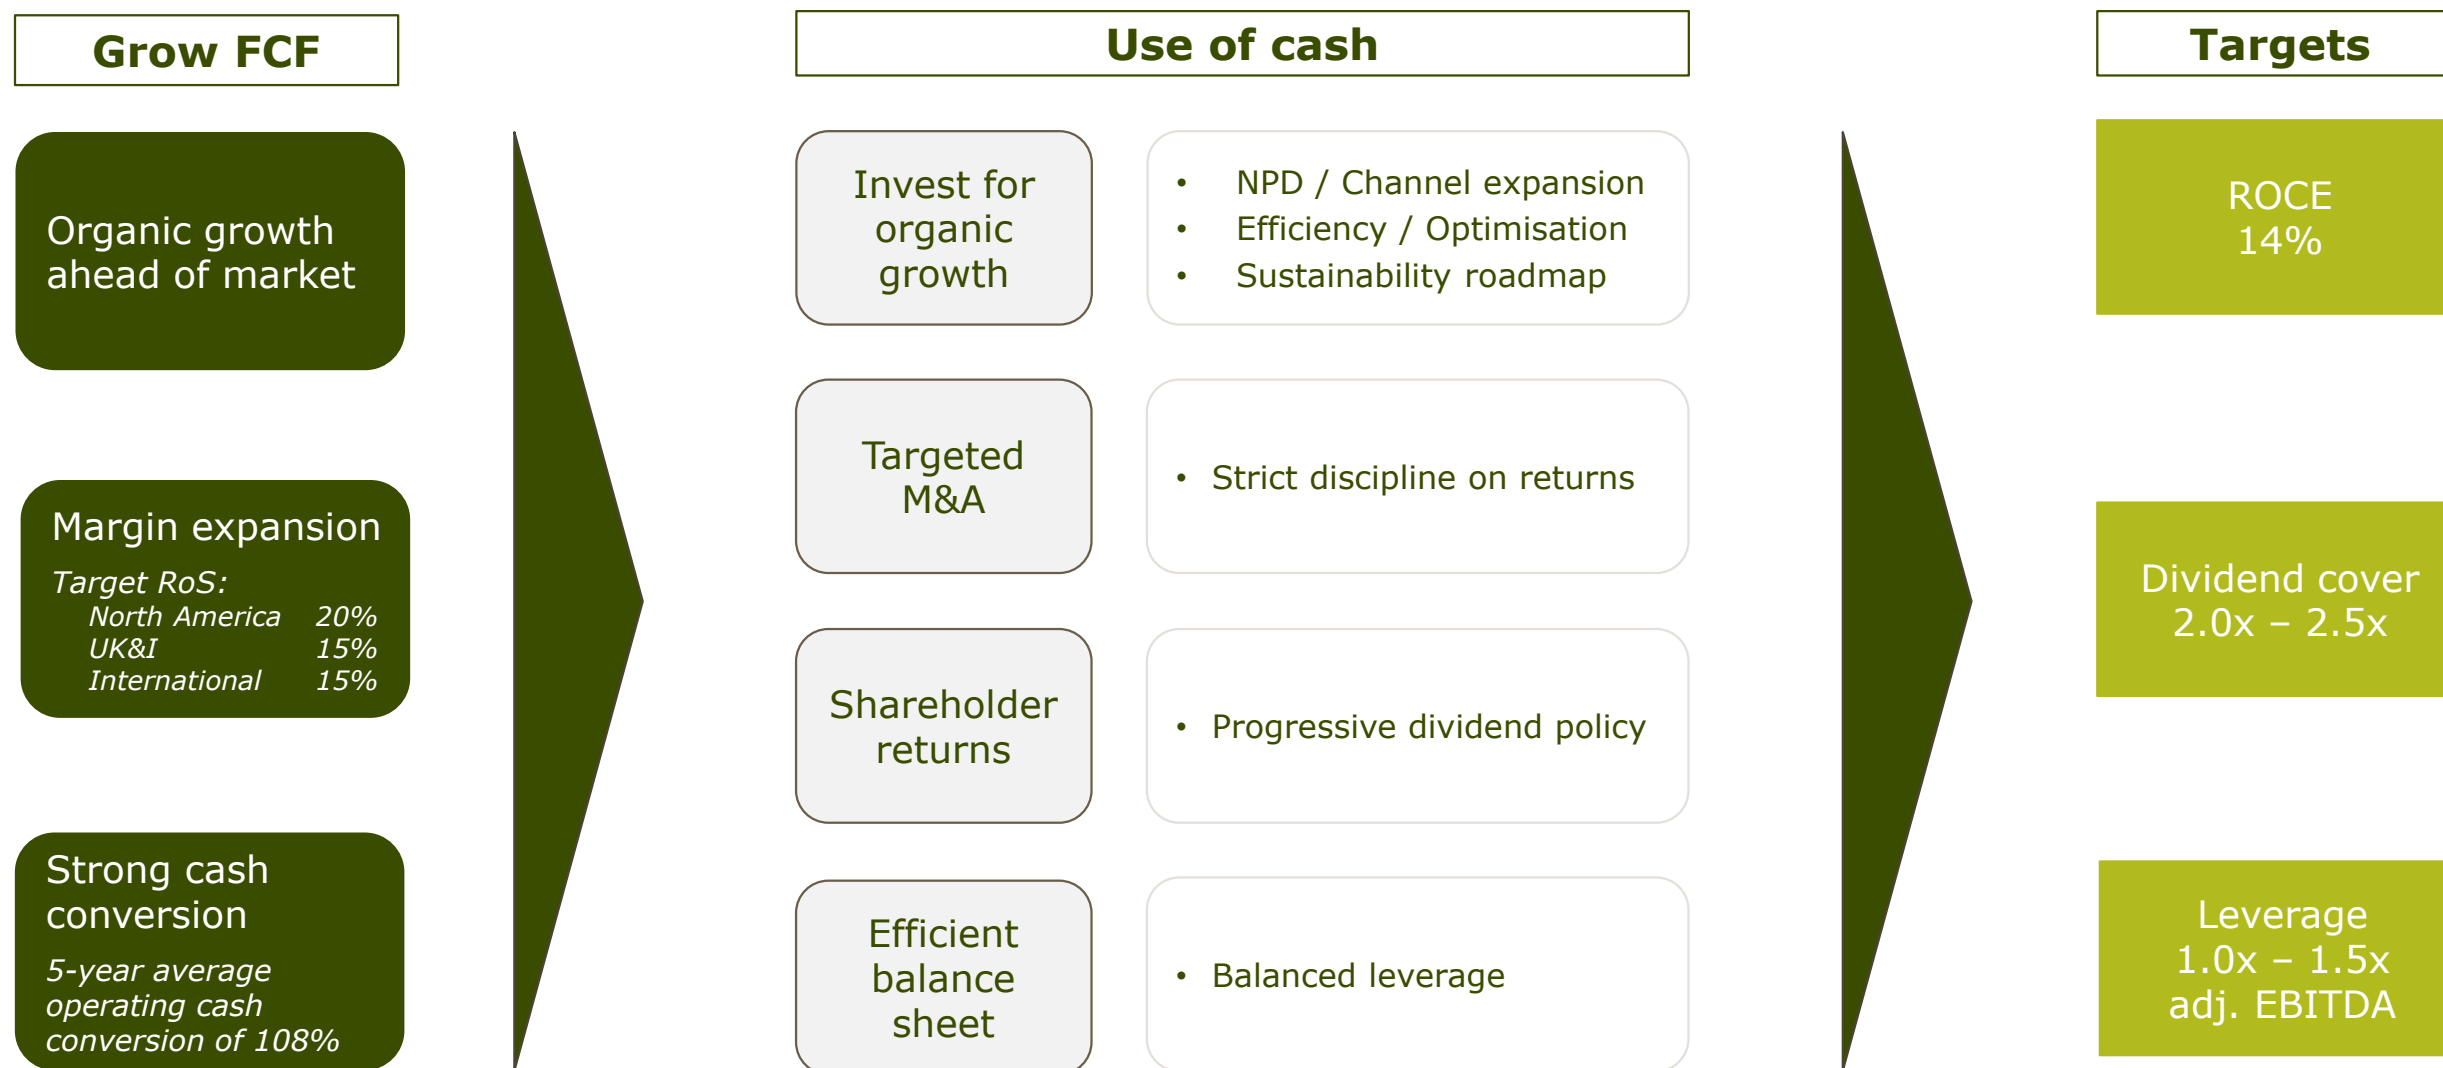 Grow FCF
Organic growth
ahead of market
Margin expansion
Target RoS:
North America 20%
UK&I 15%
International 15%
Strong cash
conversion
5-year average
operating cash
conversion of 108%
Use of cash
Invest for
organic
growth
• NPD / Channel expansion
• Efficiency / Optimisation
• Sustainability roadmap
Targeted
M&A
• Strict discipline on returns
Shareholder
returns
• Progressive dividend policy
Efficient
balance
sheet
• Balanced leverage
Targets
ROCE
14%
Dividend cover
2.0x – 2.5x
Leverage
1.0x – 1.5x
adj. EBITDA